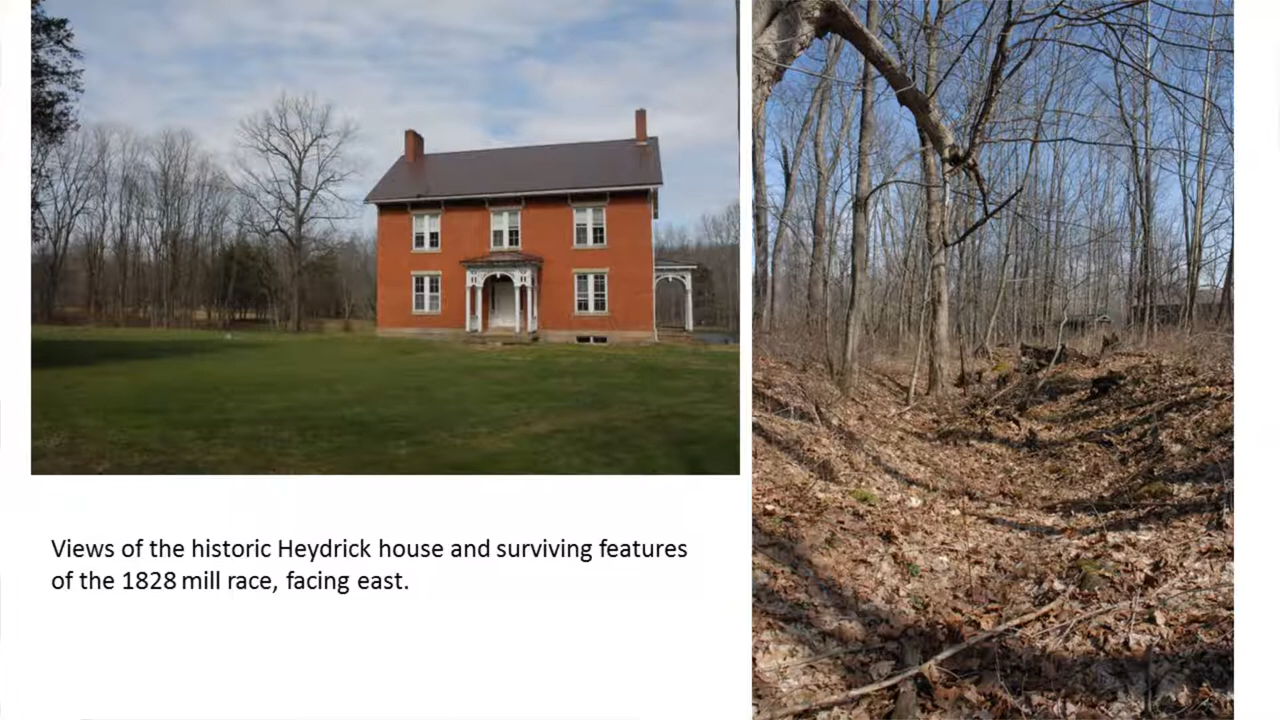 Views of the historic Heydrick house and surviving features
of the 1828 mill race, facing east.